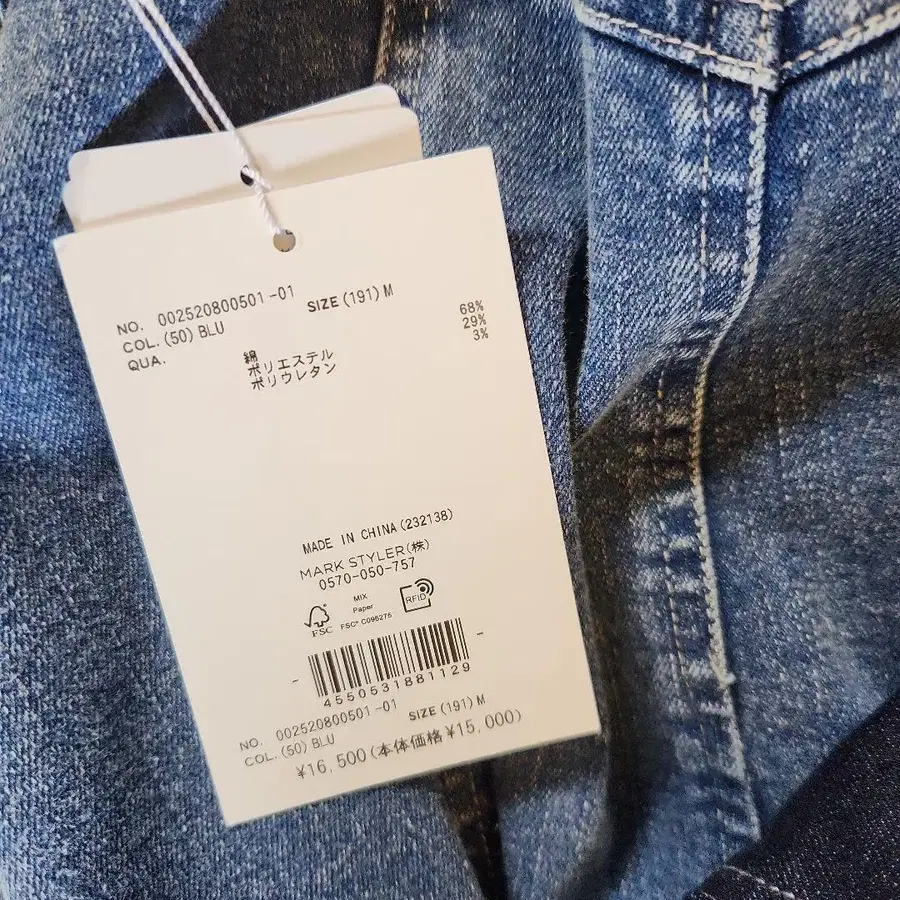 NO. 002520800501-01 SIZE(191)M
COL.(50)BLU
QUA. 綿 68%
ポリエステル 29%
ポリウレタン 3%
MADE IN CHINA(232138)
MARK STYLER(株)
0570-050-757
FSC
MIX
Paper
FSC® C098276
RFID
4550531881129
NO. 002520800501-01 SIZE(191)M
COL.(50)BLU
¥16,500(本体価格¥15,000)